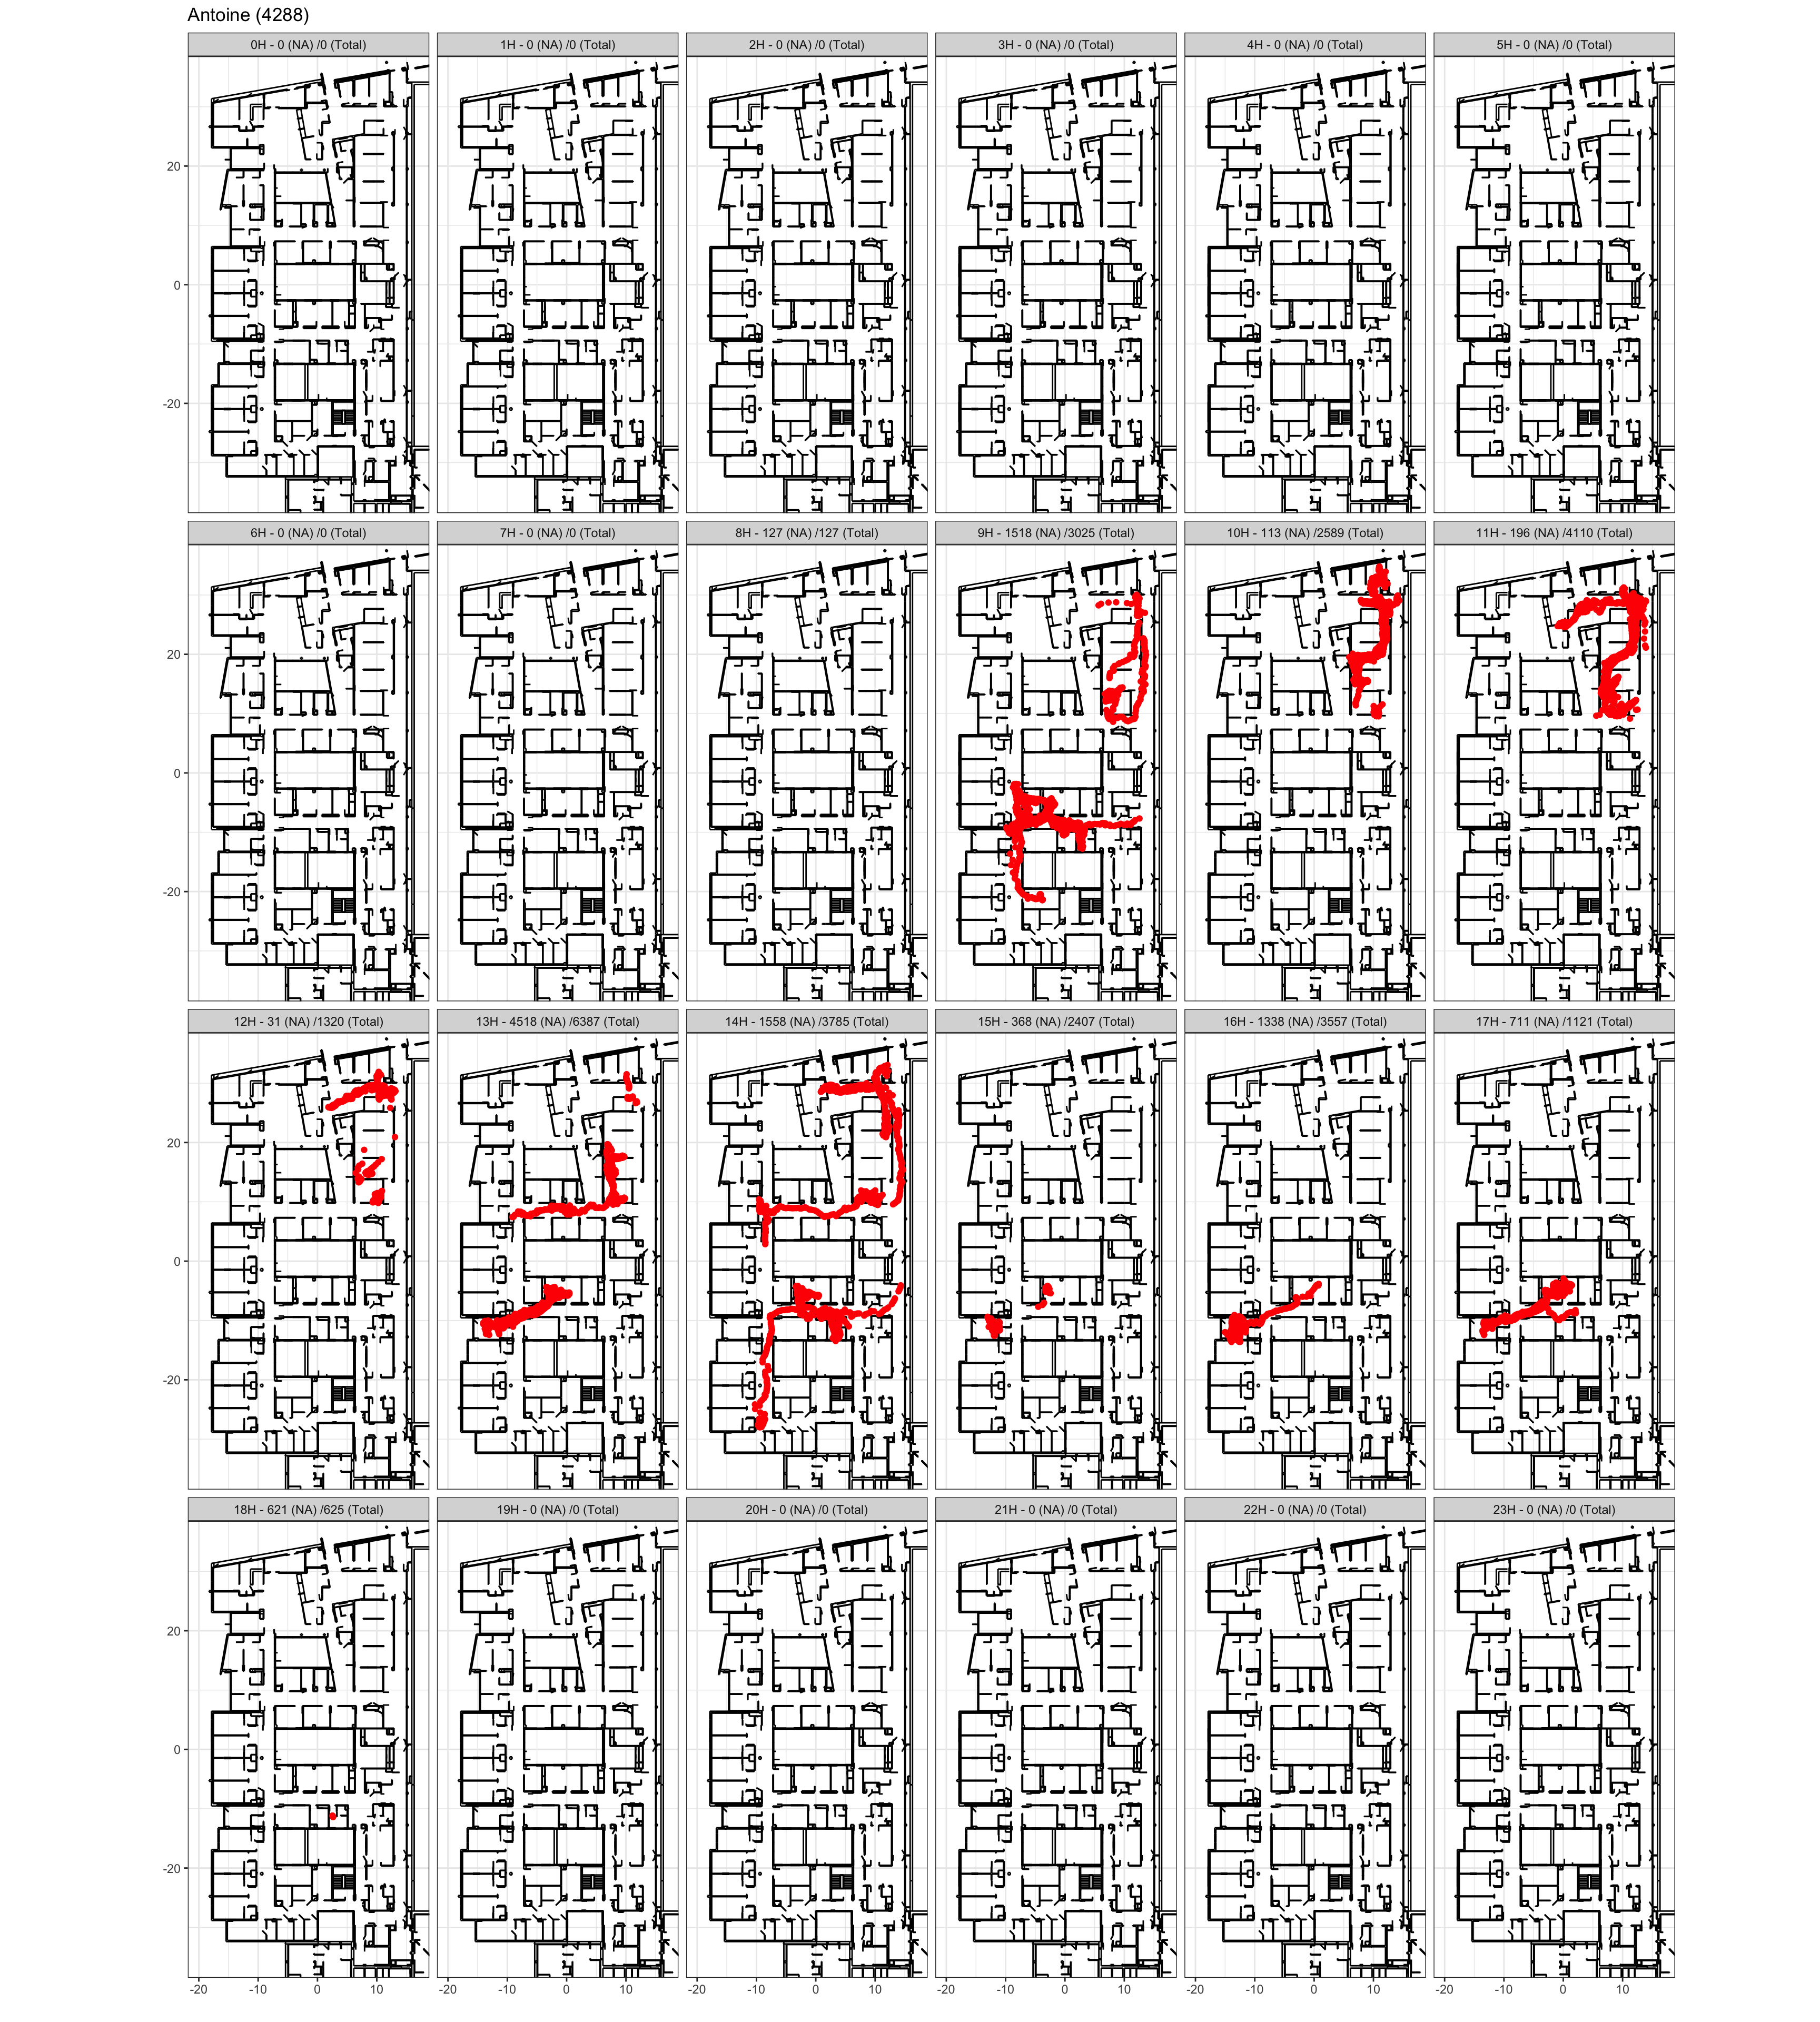 Antoine (4288)
0H - 0 (NA) /0 (Total) 1H - 0 (NA) /0 (Total) 2H - 0 (NA) /0 (Total) 3H - 0 (NA) /0 (Total) 4H - 0 (NA) /0 (Total) 5H - 0 (NA) /0 (Total)
20
0
-20
6H - 0 (NA) /0 (Total) 7H - 0 (NA) /0 (Total) 8H - 127 (NA) /127 (Total) 9H - 1518 (NA) /3025 (Total) 10H - 113 (NA) /2589 (Total) 11H - 196 (NA) /4110 (Total)
20
0
-20
12H - 31 (NA) /1320 (Total) 13H - 4518 (NA) /6387 (Total) 14H - 1558 (NA) /3785 (Total) 15H - 368 (NA) /2407 (Total) 16H - 1338 (NA) /3557 (Total) 17H - 711 (NA) /1121 (Total)
20
0
-20
18H - 621 (NA) /625 (Total) 19H - 0 (NA) /0 (Total) 20H - 0 (NA) /0 (Total) 21H - 0 (NA) /0 (Total) 22H - 0 (NA) /0 (Total) 23H - 0 (NA) /0 (Total)
20
0
-20
-20 -10 0 10 -20 -10 0 10 -20 -10 0 10 -20 -10 0 10 -20 -10 0 10 -20 -10 0 10